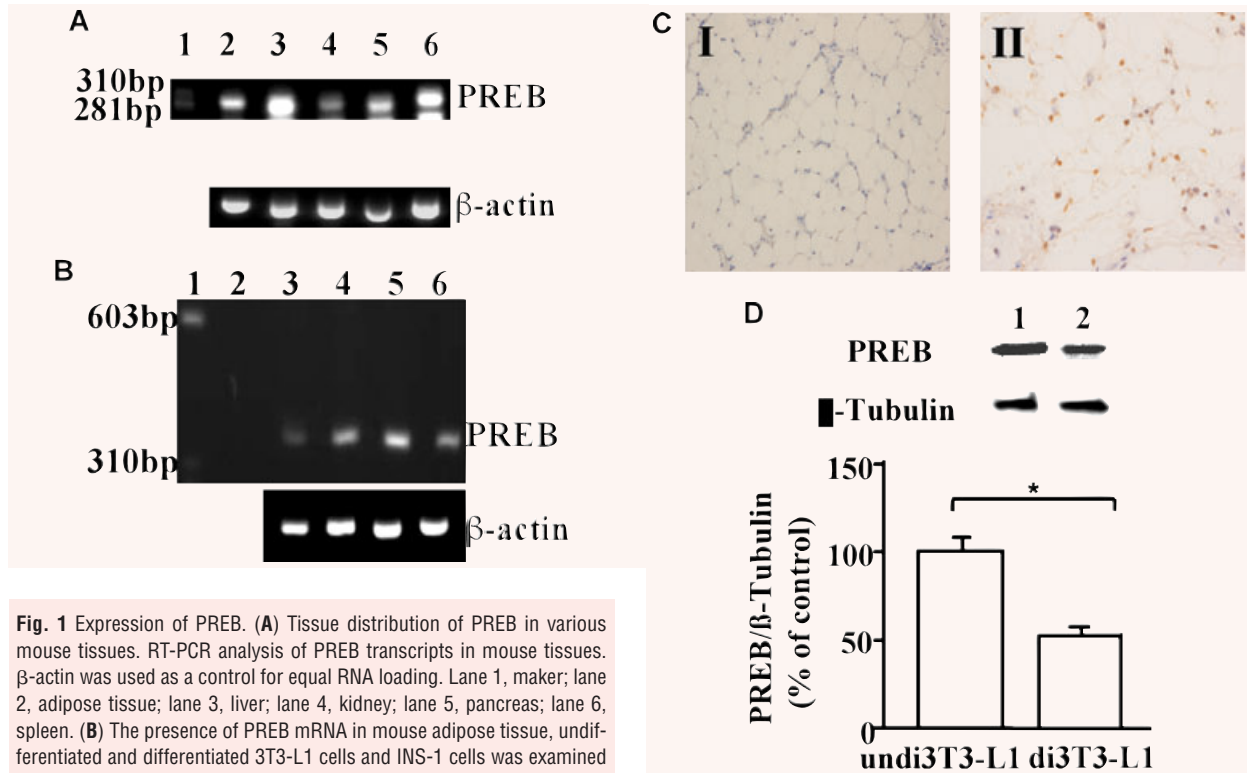 A
1 2 3 4 5 6
310bp
281bp
PREB
β-actin
B
1 2 3 4 5 6
603bp
PREB
310bp
β-actin
Fig. 1 Expression of PREB. (A) Tissue distribution of PREB in various
mouse tissues. RT-PCR analysis of PREB transcripts in mouse tissues.
β-actin was used as a control for equal RNA loading. Lane 1, maker; lane
2, adipose tissue; lane 3, liver; lane 4, kidney; lane 5, pancreas; lane 6,
spleen. (B) The presence of PREB mRNA in mouse adipose tissue, undif-
ferentiated and differentiated 3T3-L1 cells and INS-1 cells was examined
C
I
II
D
1 2
PREB
-Tubulin
PREB/ß-Tubulin
(% of control)
150
100
50
0
*
undi3T3-L1 di3T3-L1